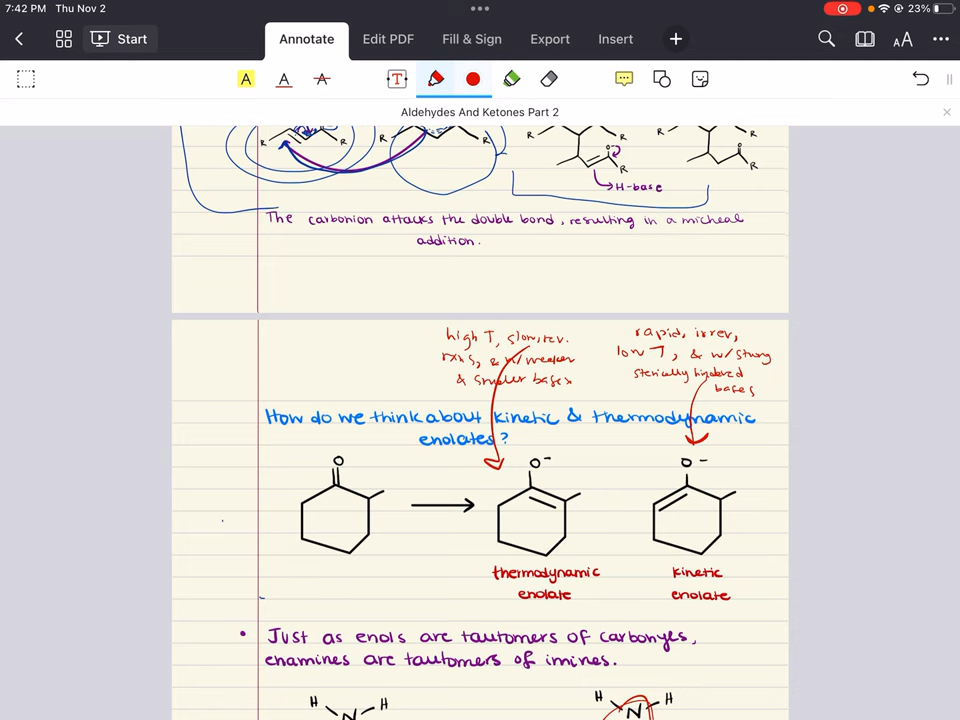 7:42 PM Thu Nov 2
23%
Start
Annotate
Edit PDF
Fill & Sign
Export
Insert
AA
A
A
A
T
Aldehydes And Ketones Part 2
R
R
R
R
R
R
R
R
R
R
H-base
The carbonion attacks the double bond, resulting in a micheal
addition.
high T, slow, rev.
rxns, & w/ weaker
& smaller bases
rapid, irrev,
low T, & w/ strong
sterically hindered
bases
How do we think about kinetic & thermodynamic
enolates?
O
O-
O-
thermodynamic
enolate
kinetic
enolate
• Just as enols are tautomers of carbonyes,
enamines are tautomers of imines.
H
H
N
H
H
N